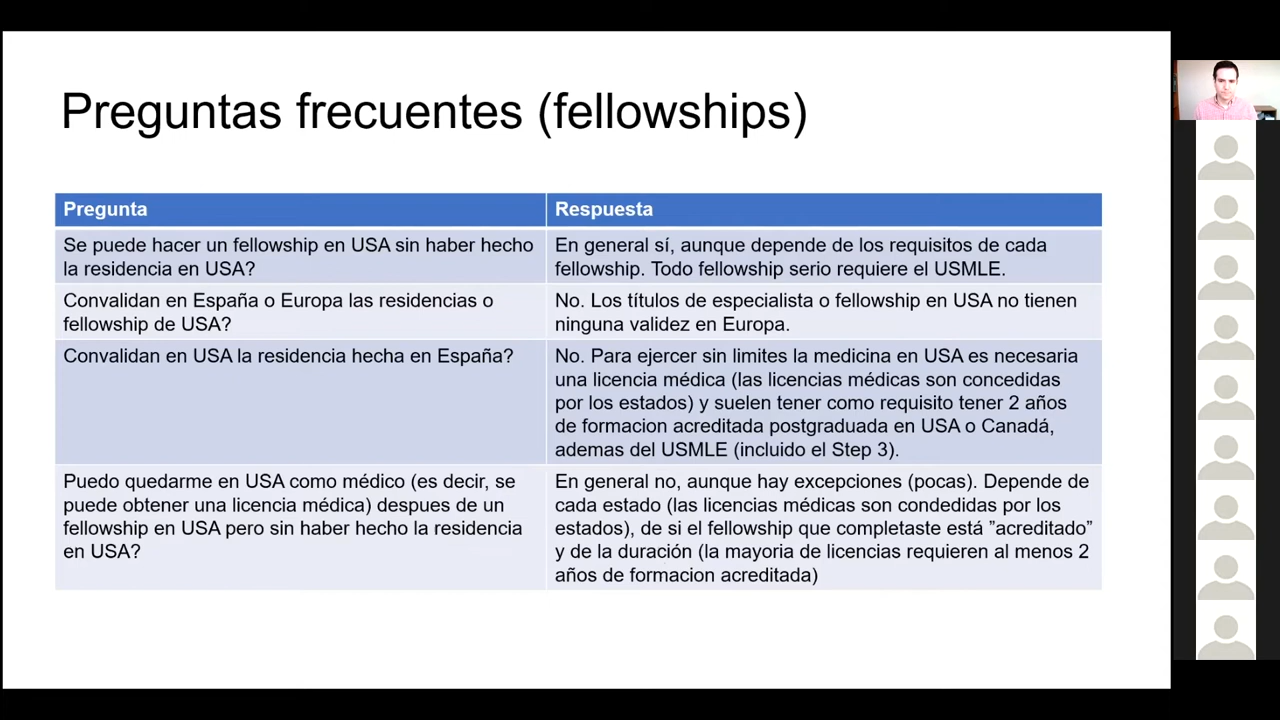 Preguntas frecuentes (fellowships)
Pregunta
Respuesta
Se puede hacer un fellowship en USA sin haber hecho
la residencia en USA?
En general sí, aunque depende de los requisitos de cada
fellowship. Todo fellowship serio requiere el USMLE.
Convalidan en España o Europa las residencias o
fellowship de USA?
No. Los títulos de especialista o fellowship en USA no tienen
ninguna validez en Europa.
Convalidan en USA la residencia hecha en España?
No. Para ejercer sin limites la medicina en USA es necesaria
una licencia médica (las licencias médicas son concedidas
por los estados) y suelen tener como requisito tener 2 años
de formacion acreditada postgraduada en USA o Canadá,
ademas del USMLE (incluido el Step 3).
Puedo quedarme en USA como médico (es decir, se
puede obtener una licencia médica) despues de un
fellowship en USA pero sin haber hecho la residencia
en USA?
En general no, aunque hay excepciones (pocas). Depende de
cada estado (las licencias médicas son condedidas por los
estados), de si el fellowship que completaste está ”acreditado”
y de la duración (la mayoria de licencias requieren al menos 2
años de formacion acreditada)